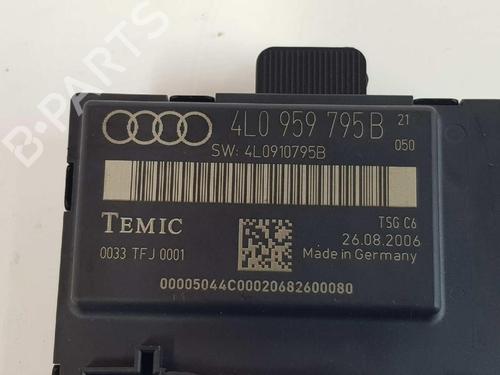 B-PARTS
4L0 959 795 B 21
050
SW: 4L0910795B
TEMIC
TSG C6
26.08.2006
0033 TFJ 0001
Made in Germany
00005044C00020682600080